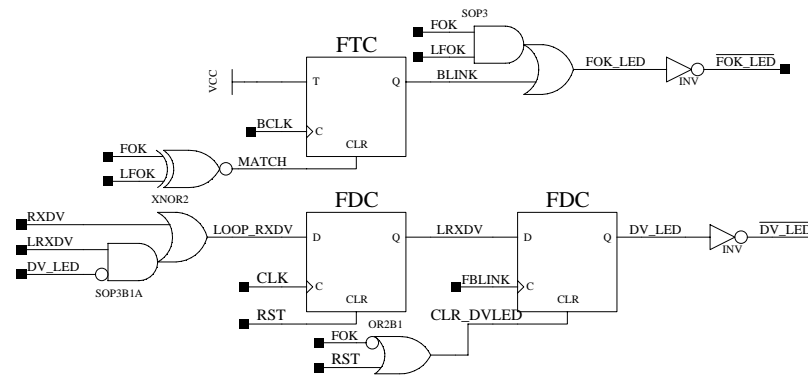 SOP3
FOK
LFOK
FTC
VCC
T
Q
BLINK
FOK_LED
FOK_LED
INV
BCLK
C
CLR
FOK
LFOK
MATCH
XNOR2
RXDV
LRXDV
DV_LED
SOP3B1A
LOOP_RXDV
FDC
D
Q
LRXDV
FDC
D
Q
DV_LED
DV_LED
INV
CLK
C
CLR
RST
FBLINK
C
CLR
OR2B1
CLR_DVLED
FOK
RST